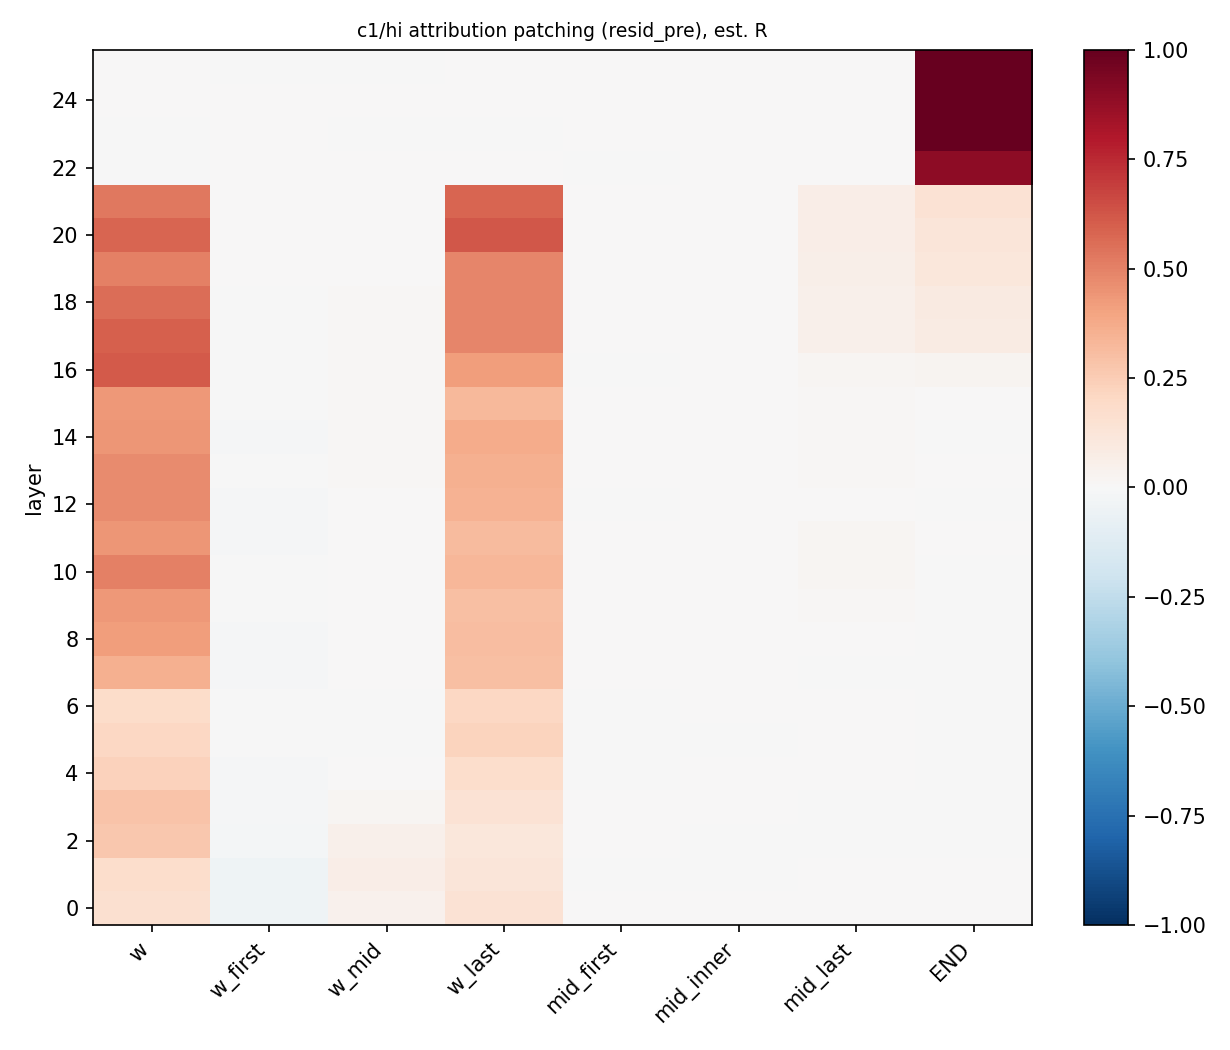 c1/hi attribution patching (resid_pre), est. R
layer
24
22
20
18
16
14
12
10
8
6
4
2
0
w
w_first
w_mid
w_last
mid_first
mid_inner
mid_last
END
1.00
0.75
0.50
0.25
0.00
−0.25
−0.50
−0.75
−1.00